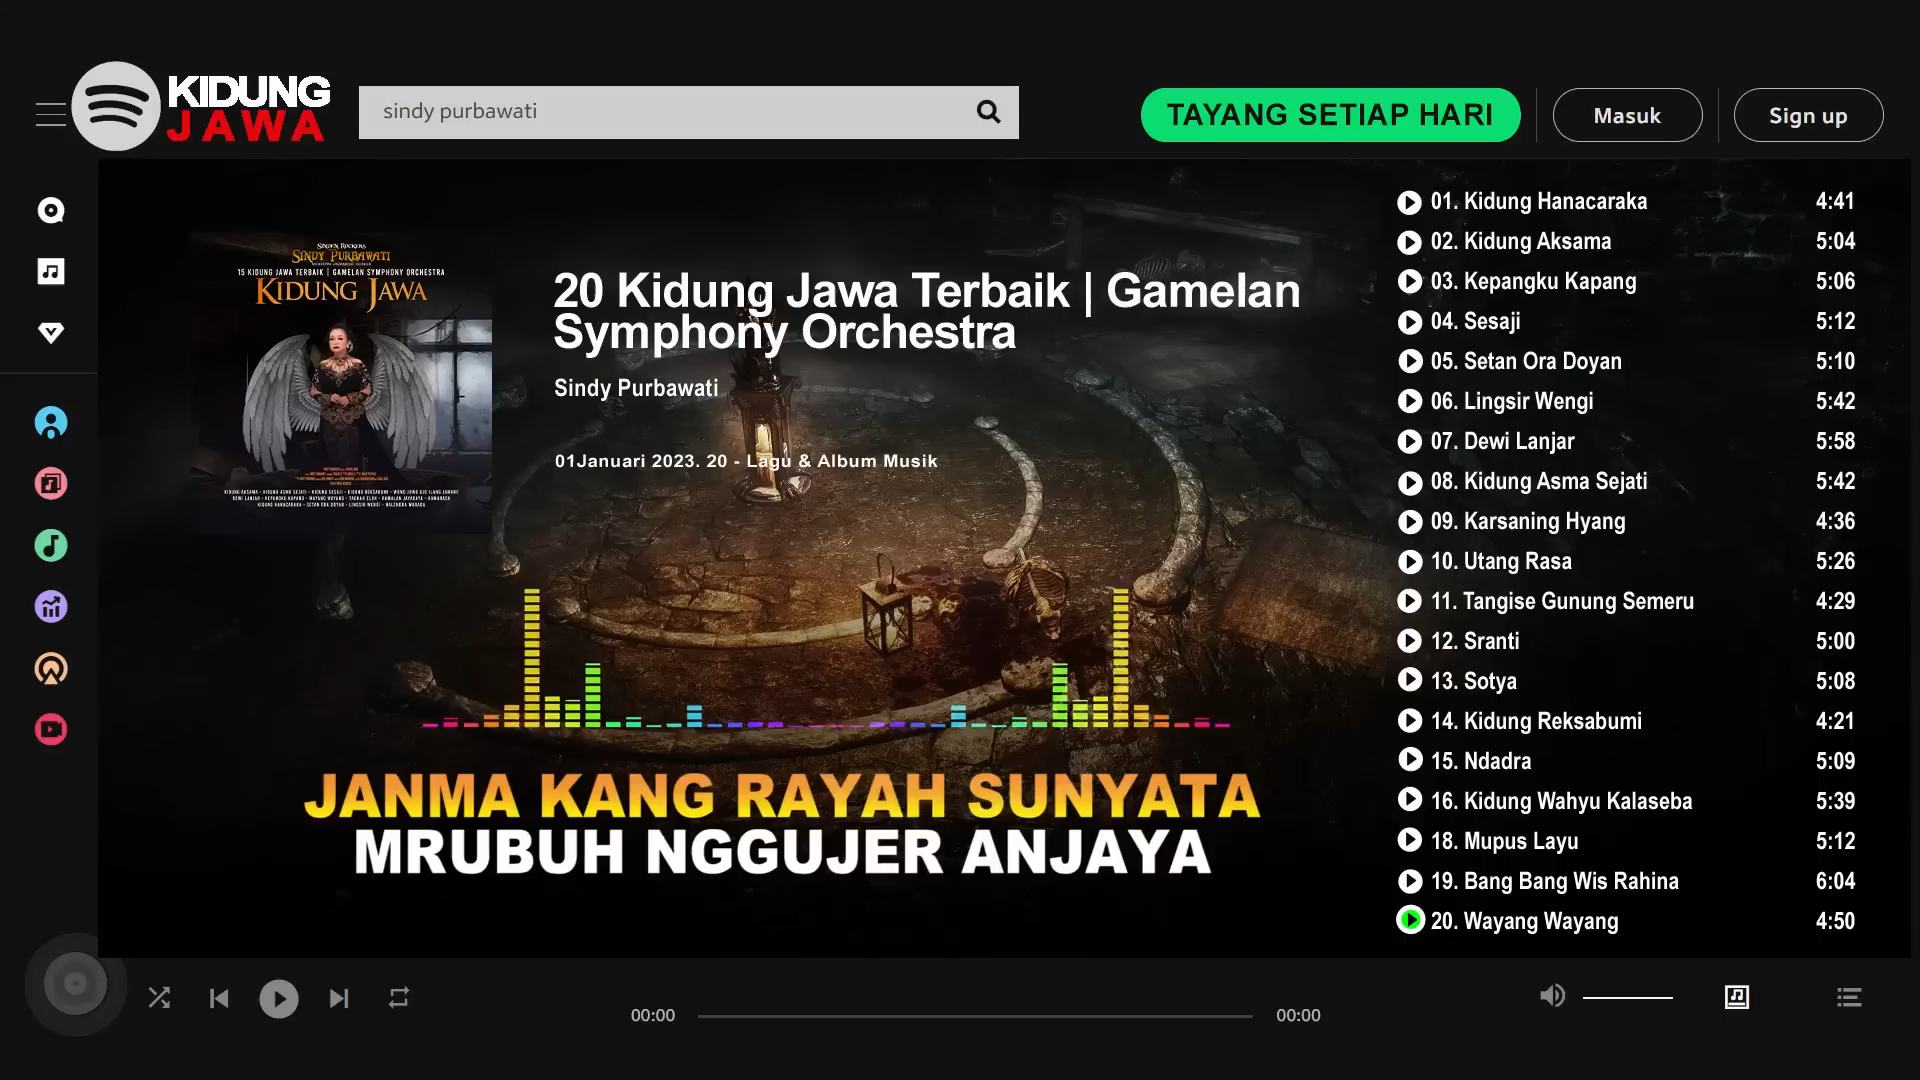 KIDUNG
JAWA
sindy purbawati
TAYANG SETIAP HARI
Masuk
Sign up
SINDEN ROCKERS
SINDY PURBAWATI
15 KIDUNG JAWA TERBAIK | GAMELAN SYMPHONY ORCHESTRA
KIDUNG JAWA
20 Kidung Jawa Terbaik | Gamelan
Symphony Orchestra
Sindy Purbawati
01Januari 2023. 20 - Lagu & Album Musik
01. Kidung Hanacaraka 4:41
02. Kidung Aksama 5:04
03. Kepangku Kapang 5:06
04. Sesaji 5:12
05. Setan Ora Doyan 5:10
06. Lingsir Wengi 5:42
07. Dewi Lanjar 5:58
08. Kidung Asma Sejati 5:42
09. Karsaning Hyang 4:36
10. Utang Rasa 5:26
11. Tangise Gunung Semeru 4:29
12. Sranti 5:00
13. Sotya 5:08
14. Kidung Reksabumi 4:21
15. Ndadra 5:09
16. Kidung Wahyu Kalaseba 5:39
18. Mupus Layu 5:12
19. Bang Bang Wis Rahina 6:04
20. Wayang Wayang 4:50
JANMA KANG RAYAH SUNYATA
MRUBUH NGGUJER ANJAYA
00:00
00:00